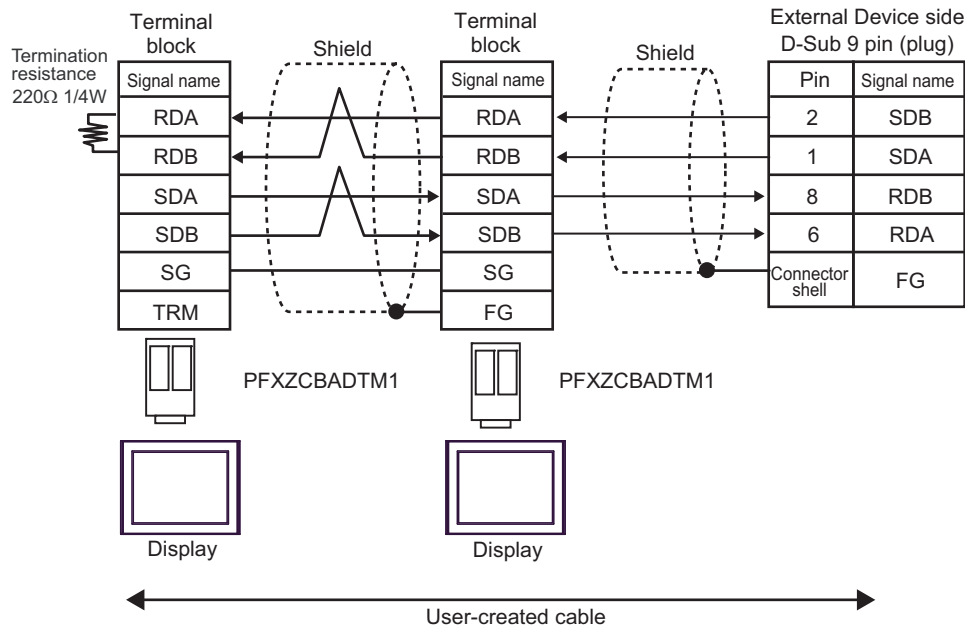 Termination
resistance
220Ω 1/4W
Terminal
block
Signal name
RDA
RDB
SDA
SDB
SG
TRM
Shield
Terminal
block
Signal name
RDA
RDB
SDA
SDB
SG
FG
Shield
External Device side
D-Sub 9 pin (plug)
Pin Signal name
2 SDB
1 SDA
8 RDB
6 RDA
Connector
shell FG
PFXZCBADTM1
PFXZCBADTM1
Display
Display
User-created cable